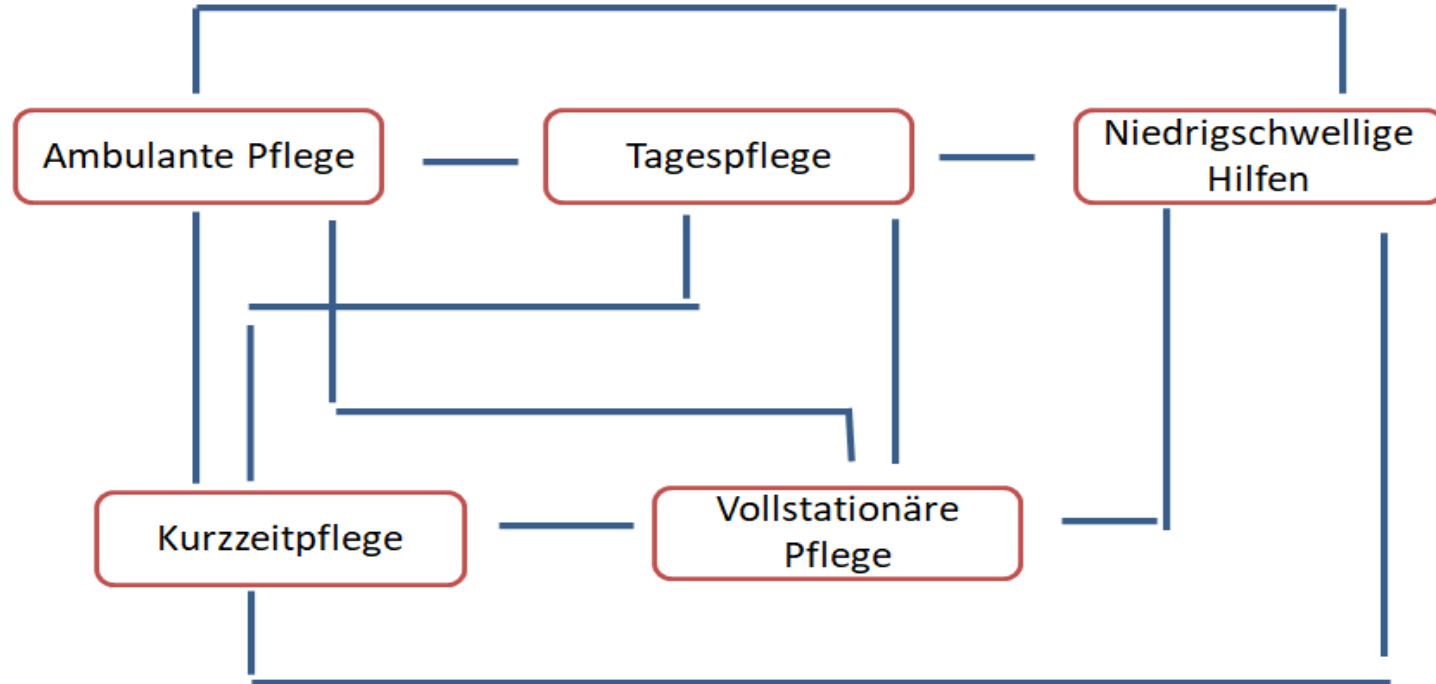 Ambulante Pflege
Tagespflege
Niedrigschwellige
Hilfen
Kurzzeitpflege
Vollstationäre
Pflege